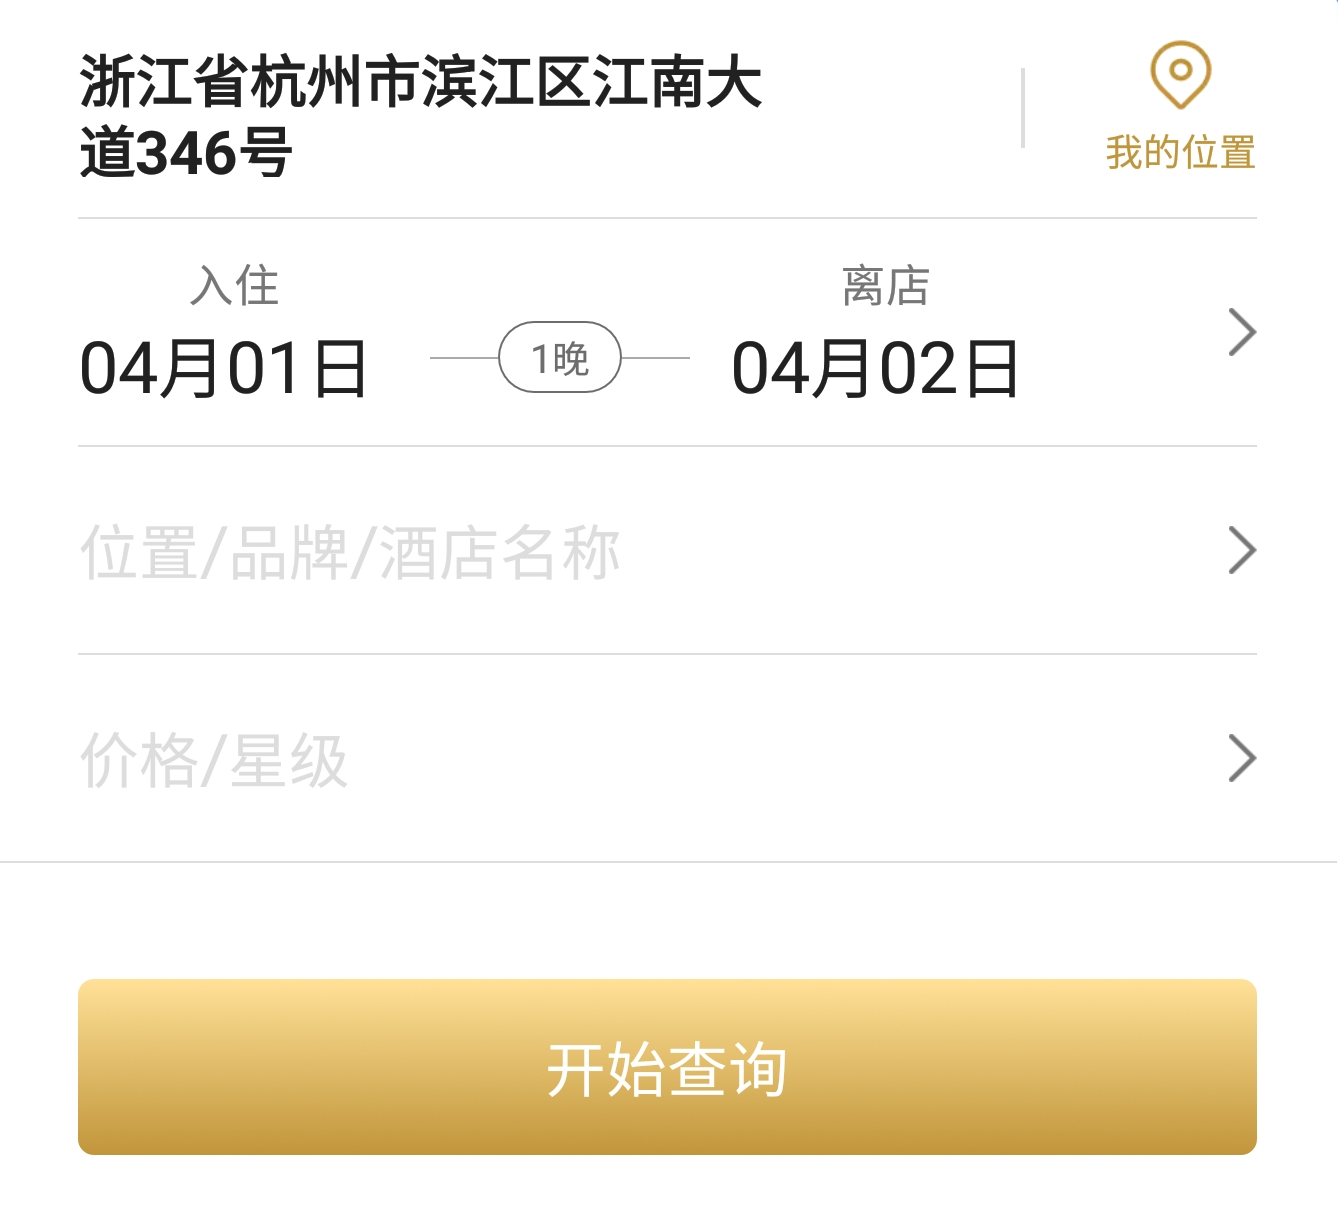 浙江省杭州市滨江区江南大
道346号
我的位置
入住
离店
04月01日
1晚
04月02日
位置/品牌/酒店名称
价格/星级
开始查询